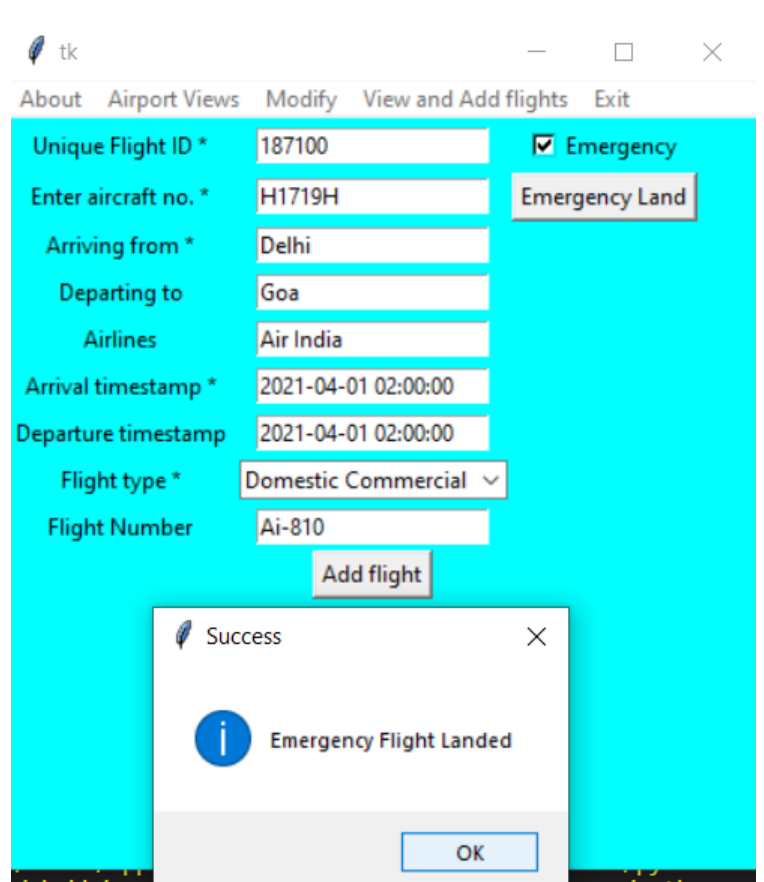 tk
About Airport Views Modify View and Add flights Exit
Unique Flight ID * 187100 Emergency
Enter aircraft no. * H1719H Emergency Land
Arriving from * Delhi
Departing to Goa
Airlines Air India
Arrival timestamp * 2021-04-01 02:00:00
Departure timestamp 2021-04-01 02:00:00
Flight type * Domestic Commercial
Flight Number Ai-810
Add flight
Success
Emergency Flight Landed
OK